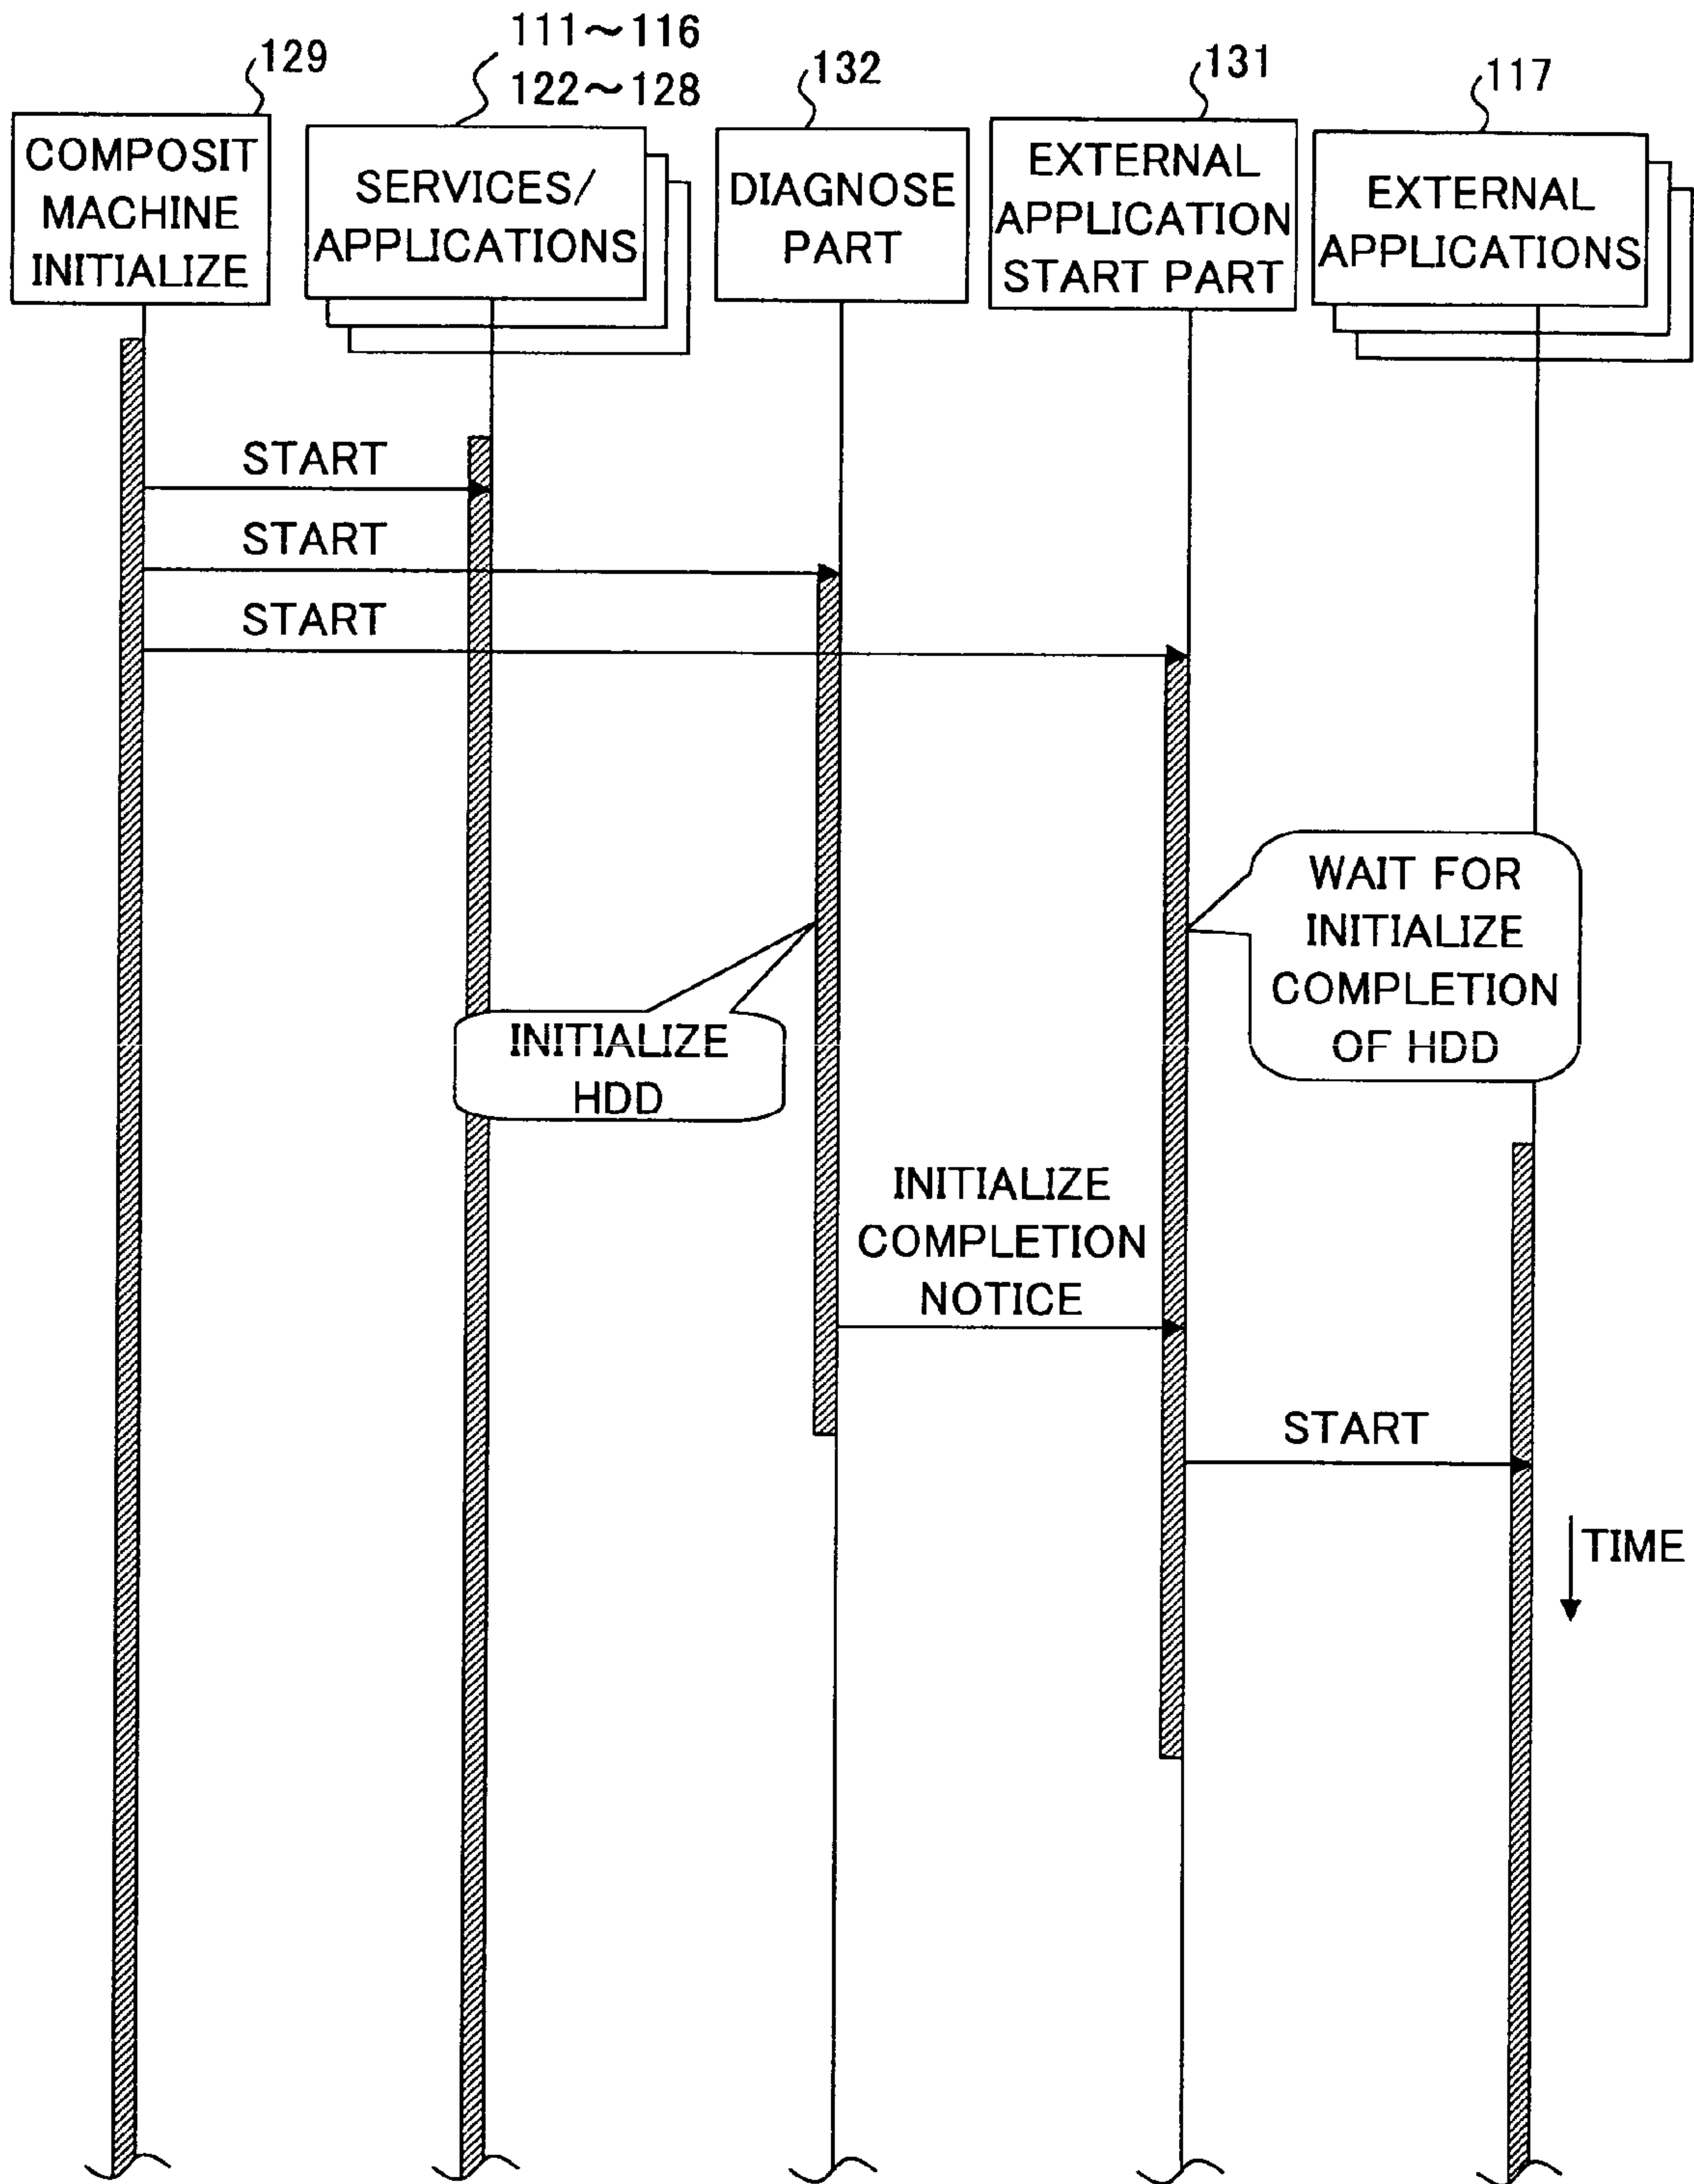 129
111~116
122~128
132
131
117
COMPOSIT
MACHINE
INITIALIZE
SERVICES/
APPLICATIONS
DIAGNOSE
PART
EXTERNAL
APPLICATION
START PART
EXTERNAL
APPLICATIONS
START
START
START
WAIT FOR
INITIALIZE
COMPLETION
OF HDD
INITIALIZE
HDD
INITIALIZE
COMPLETION
NOTICE
START
TIME